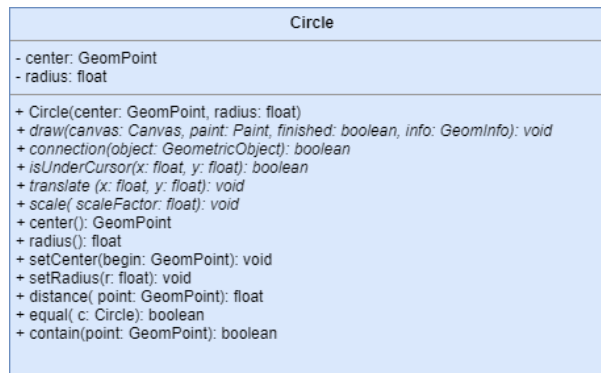 Circle
- center: GeomPoint
- radius: float
+ Circle(center: GeomPoint, radius: float)
+ draw(canvas: Canvas, paint: Paint, finished: boolean, info: GeomInfo): void
+ connection(object: GeometricObject): boolean
+ isUnderCursor(x: float, y: float): boolean
+ translate (x: float, y: float): void
+ scale( scaleFactor: float): void
+ center(): GeomPoint
+ radius(): float
+ setCenter(begin: GeomPoint): void
+ setRadius(r: float): void
+ distance( point: GeomPoint): float
+ equal( c: Circle): boolean
+ contain(point: GeomPoint): boolean